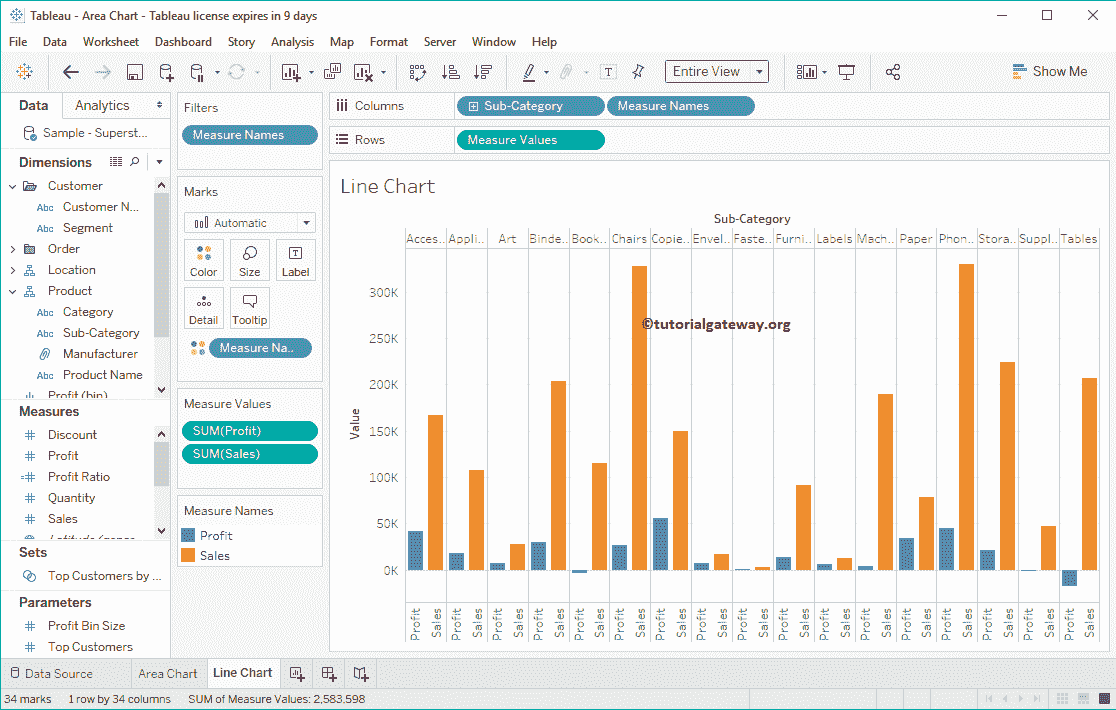 Tableau - Area Chart - Tableau license expires in 9 days
File Data Worksheet Dashboard Story Analysis Map Format Server Window Help
Entire View
Show Me
Data Analytics
Sample - Superst...
Dimensions
Customer
Abc Customer N...
Abc Segment
Order
Location
Product
Abc Category
Abc Sub-Category
Manufacturer
Abc Product Name
Profit (bin)
Measures
Discount
Profit
Profit Ratio
Quantity
Sales
Sets
Top Customers by ...
Parameters
Profit Bin Size
Top Customers
Filters
Measure Names
Marks
Automatic
Color Size Label
Detail Tooltip
Measure Na..
Measure Values
SUM(Profit)
SUM(Sales)
Measure Names
Profit
Sales
Columns Sub-Category Measure Names
Rows Measure Values
Line Chart
Sub-Category
Acces.. Appli.. Art Binde.. Book.. Chairs Copie.. Envel.. Faste.. Furni.. Labels Mach.. Paper Phon.. Stora.. Suppl.. Tables
300K
250K
200K
150K
100K
50K
0K
Value
©tutorialgateway.org
Profit Sales Profit Sales Profit Sales Profit Sales Profit Sales Profit Sales Profit Sales Profit Sales Profit Sales Profit Sales Profit Sales Profit Sales Profit Sales Profit Sales Profit Sales Profit Sales Profit Sales
Data Source Area Chart Line Chart
34 marks 1 row by 34 columns SUM of Measure Values: 2,583,598